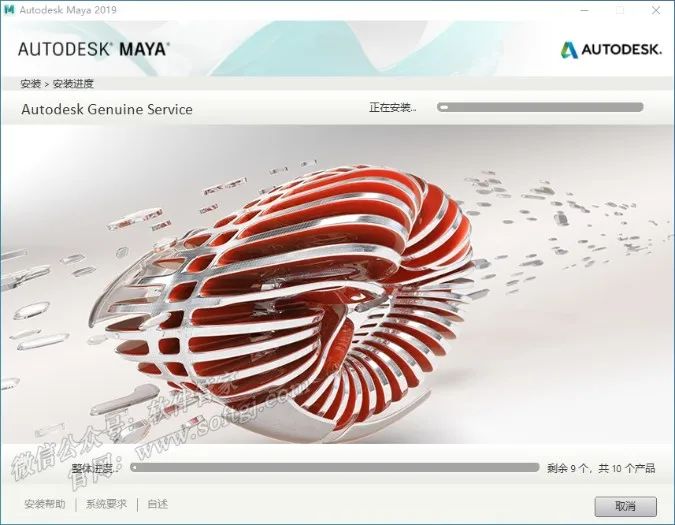 Autodesk Maya 2019
AUTODESK® MAYA®
AUTODESK.
安装 > 安装进度
Autodesk Genuine Service
正在安装...
微信公众号：软件管家
官网：www.softgj.com
整体进度...
剩余 9 个，共 10 个产品
安装帮助 | 系统要求 | 自述
取消